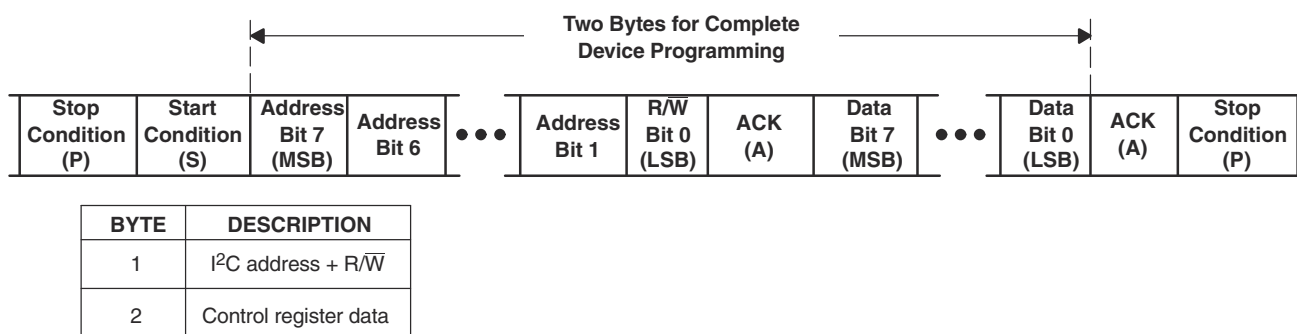 Two Bytes for Complete
Device Programming
Stop
Condition
(P)
Start
Condition
(S)
Address
Bit 7
(MSB)
Address
Bit 6
Address
Bit 1
R/W̅
Bit 0
(LSB)
ACK
(A)
Data
Bit 7
(MSB)
Data
Bit 0
(LSB)
ACK
(A)
Stop
Condition
(P)
BYTE DESCRIPTION
1 I²C address + R/W̅
2 Control register data